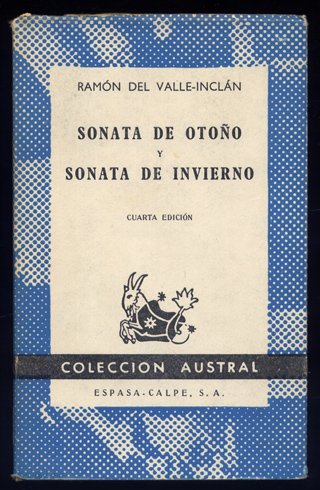 RAMÓN DEL VALLE-INCLÁN
SONATA DE OTOÑO
Y
SONATA DE INVIERNO
CUARTA EDICIÓN
COLECCION AUSTRAL
ESPASA-CALPE, S. A.